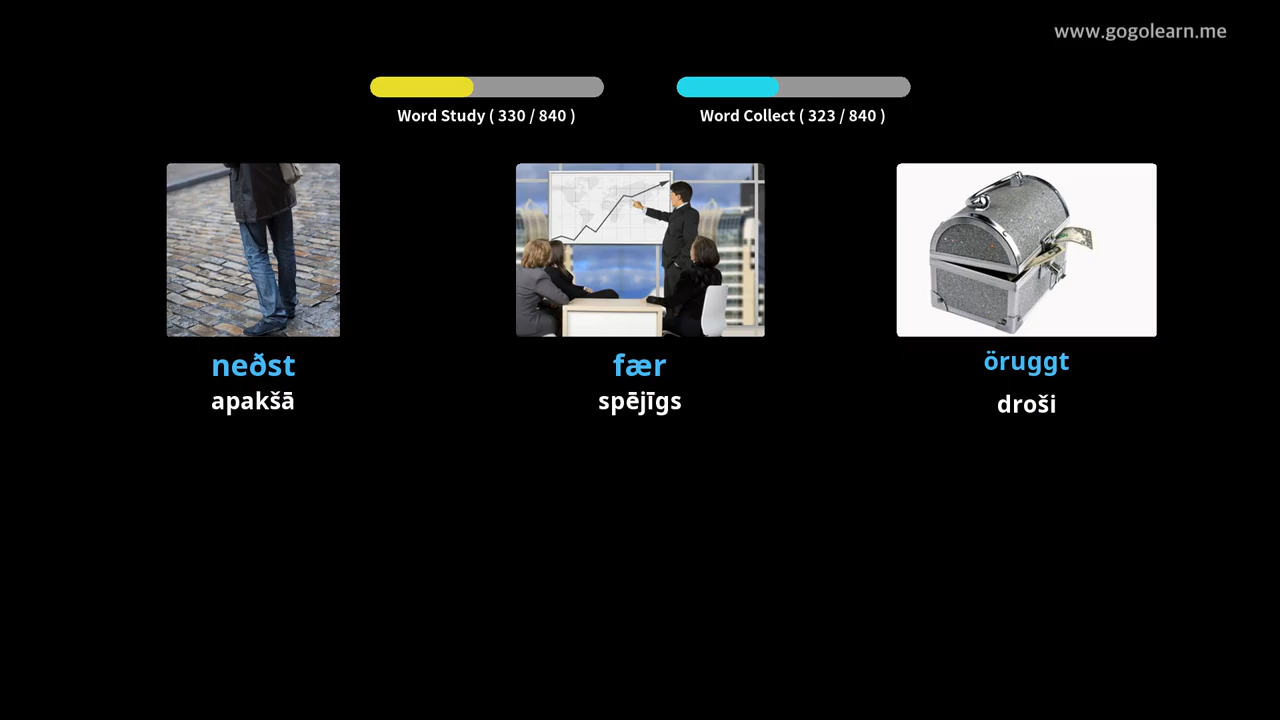 www.gogolearn.me
Word Study ( 330 / 840 )
Word Collect ( 323 / 840 )
neðst
apakšā
fær
spējīgs
öruggt
droši